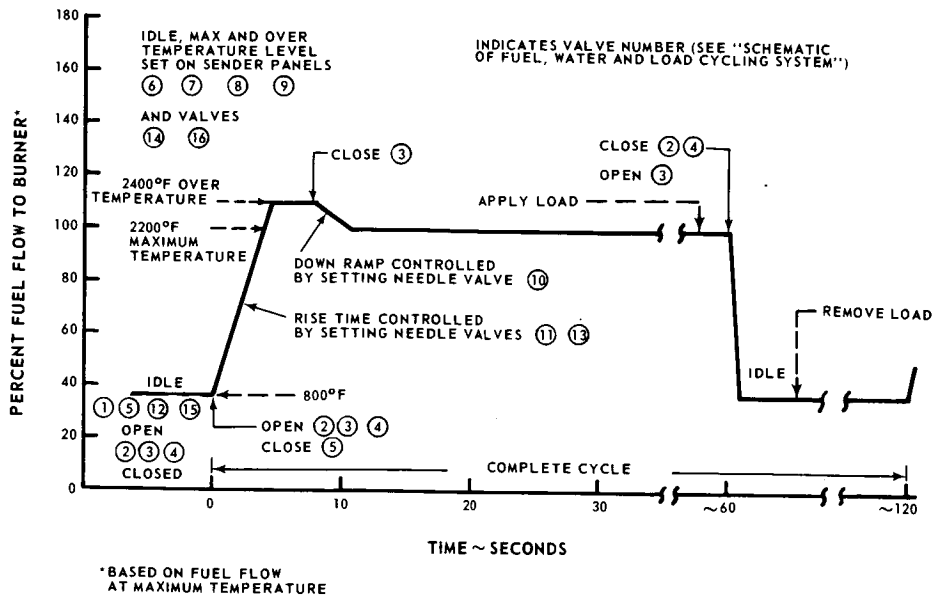 180
160
140
120
100
80
60
40
20
0
PERCENT FUEL FLOW TO BURNER*
IDLE, MAX AND OVER
TEMPERATURE LEVEL
SET ON SENDER PANELS
6 7 8 9
AND VALVES
14 16
INDICATES VALVE NUMBER (SEE "SCHEMATIC
OF FUEL, WATER AND LOAD CYCLING SYSTEM")
CLOSE 3
2400°F OVER
TEMPERATURE
2200°F
MAXIMUM
TEMPERATURE
CLOSE 2 4
OPEN 3
APPLY LOAD
DOWN RAMP CONTROLLED
BY SETTING NEEDLE VALVE 10
RISE TIME CONTROLLED
BY SETTING NEEDLE VALVES 11 13
REMOVE LOAD
IDLE
IDLE
800°F
1 5 12 15
OPEN
2 3 4
CLOSED
OPEN 2 3 4
CLOSE 5
COMPLETE CYCLE
0 10 20 30 ~60 ~120
TIME ~ SECONDS
*BASED ON FUEL FLOW
AT MAXIMUM TEMPERATURE